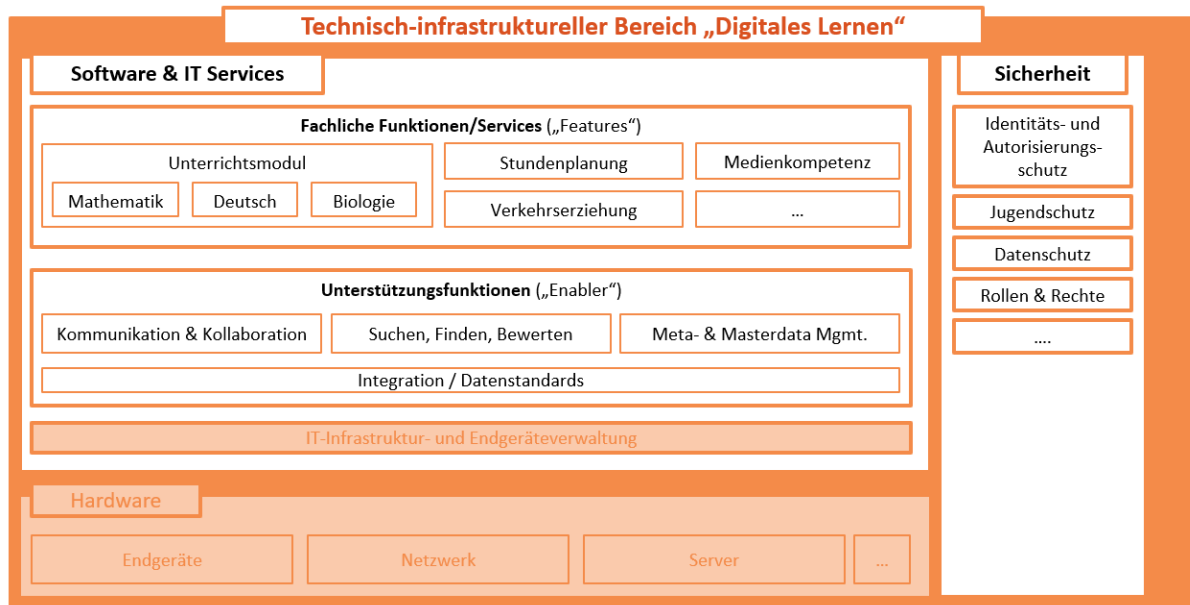 Technisch-infrastruktureller Bereich „Digitales Lernen“
Software & IT Services
Fachliche Funktionen/Services („Features“)
Unterrichtsmodul
Mathematik
Deutsch
Biologie
Stundenplanung
Medienkompetenz
Verkehrserziehung
...
Unterstützungsfunktionen („Enabler“)
Kommunikation & Kollaboration
Suchen, Finden, Bewerten
Meta- & Masterdata Mgmt.
Integration / Datenstandards
IT-Infrastruktur- und Endgeräteverwaltung
Hardware
Endgeräte
Netzwerk
Server
...
Sicherheit
Identitäts- und
Autorisierungs-
schutz
Jugendschutz
Datenschutz
Rollen & Rechte
....